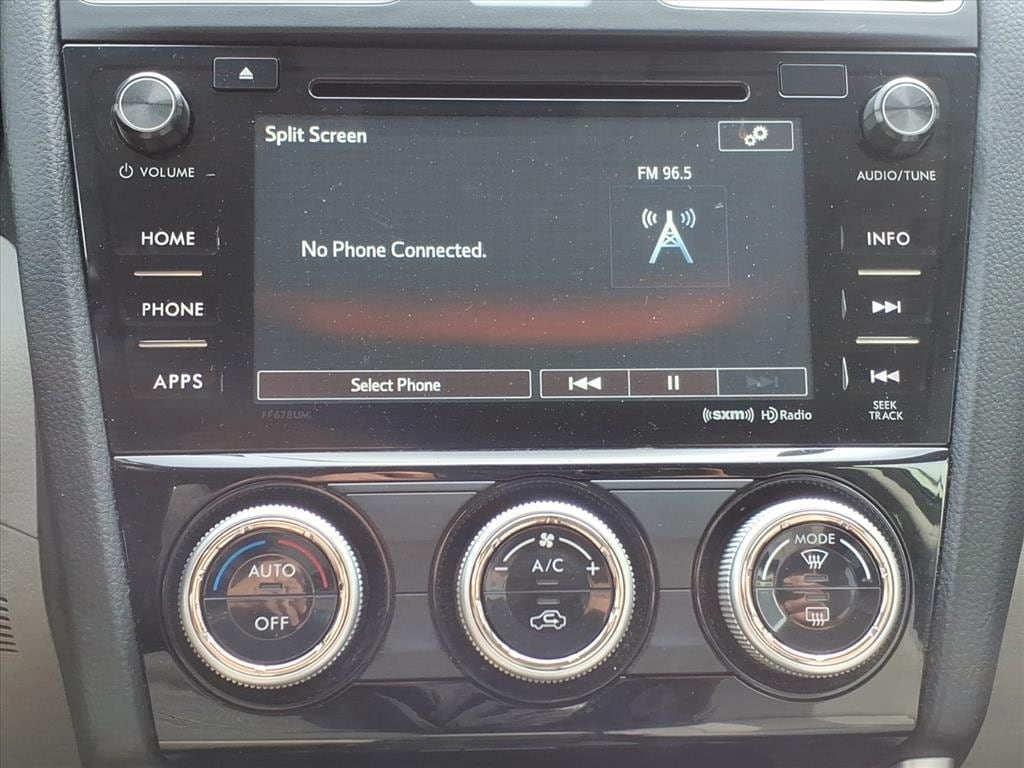 Split Screen
FM 96.5
VOLUME
AUDIO/TUNE
HOME
INFO
No Phone Connected.
PHONE
APPS
Select Phone
SEEK
TRACK
FF678UM
((sxm)) HD Radio
MODE
AUTO
- A/C +
OFF